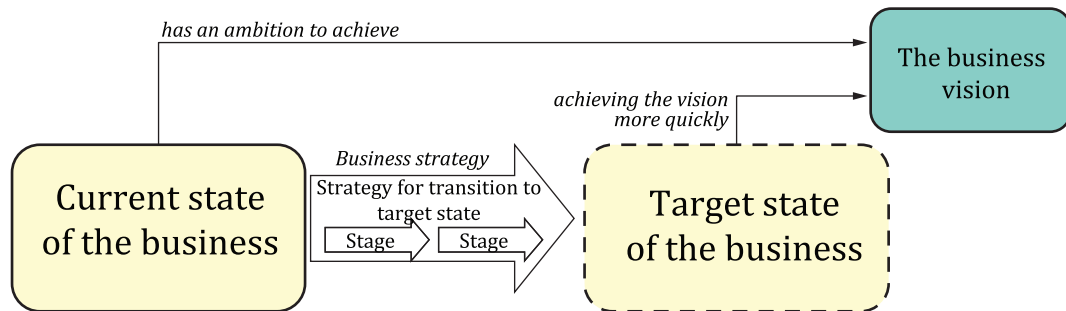 has an ambition to achieve
The business
vision
achieving the vision
more quickly
Current state
of the business
Business strategy
Strategy for transition to
target state
Stage
Stage
Target state
of the business